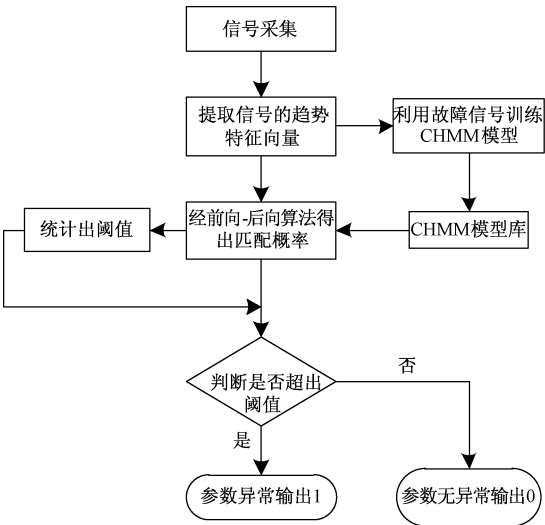 信号采集
提取信号的趋势
特征向量
利用故障信号训练
CHMM模型
统计出阈值
经前向-后向算法得
出匹配概率
CHMM模型库
判断是否超出
阈值
否
是
参数异常输出1
参数无异常输出0